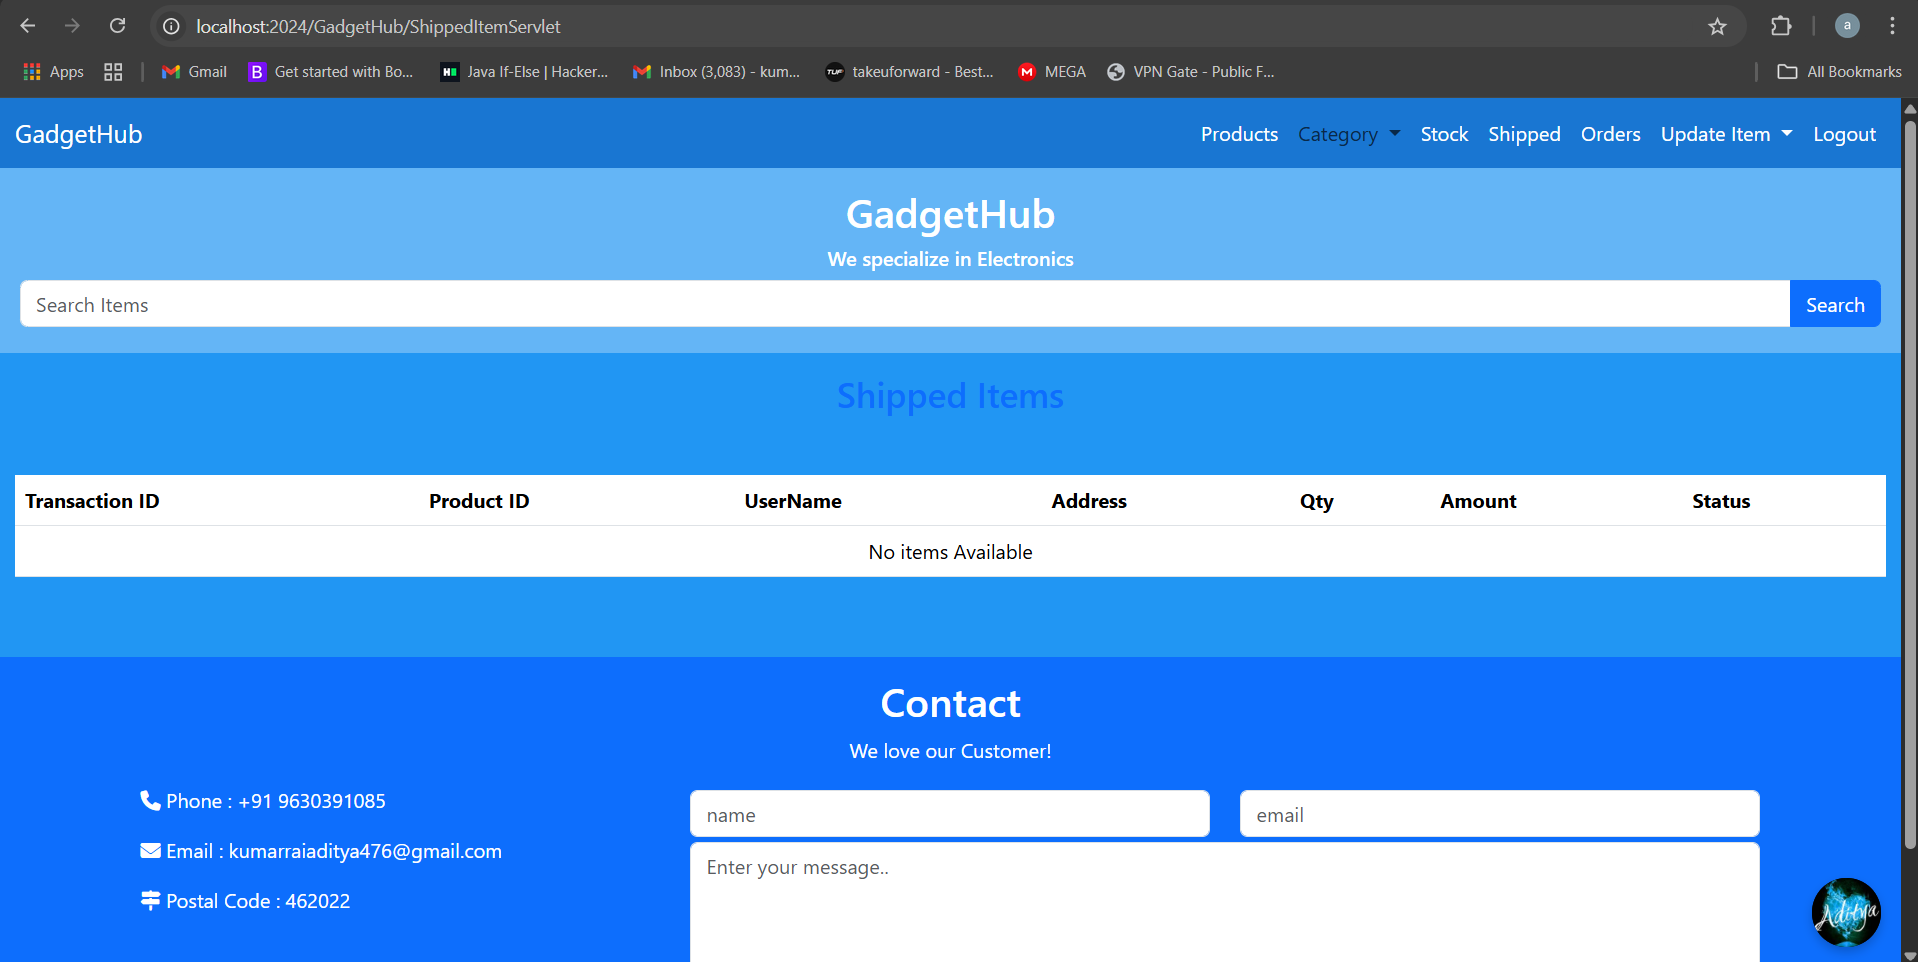 localhost:2024/GadgetHub/ShippedItemServlet
a
Apps
Gmail
B Get started with Bo...
Java If-Else | Hacker...
Inbox (3,083) - kum...
TUF takeuforward - Best...
M MEGA
VPN Gate - Public F...
All Bookmarks
GadgetHub
Products
Category
Stock
Shipped
Orders
Update Item
Logout
GadgetHub
We specialize in Electronics
Search Items
Search
Shipped Items
Transaction ID Product ID UserName Address Qty Amount Status
No items Available
Contact
We love our Customer!
Phone : +91 9630391085
name
email
Email : kumarraiaditya476@gmail.com
Enter your message..
Postal Code : 462022
Aditya